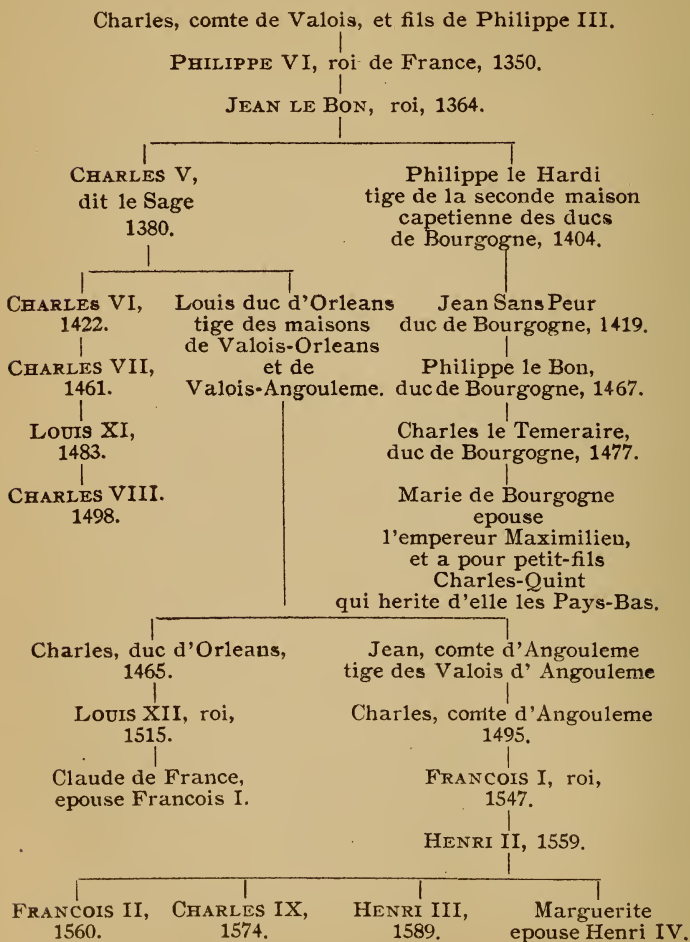 Charles, comte de Valois, et fils de Philippe III.
PHILIPPE VI, roi de France, 1350.
JEAN LE BON, roi, 1364.
CHARLES V,
dit le Sage
1380.
Philippe le Hardi
tige de la seconde maison
capetienne des ducs
de Bourgogne, 1404.
CHARLES VI,
1422.
CHARLES VII,
1461.
LOUIS XI,
1483.
CHARLES VIII.
1498.
Louis duc d'Orleans
tige des maisons
de Valois-Orleans
et de
Valois-Angouleme.
Jean Sans Peur
duc de Bourgogne, 1419.
Philippe le Bon,
duc de Bourgogne, 1467.
Charles le Temeraire,
duc de Bourgogne, 1477.
Marie de Bourgogne
epouse
l'empereur Maximilieu,
et a pour petit-fils
Charles-Quint
qui herite d'elle les Pays-Bas.
Charles, duc d'Orleans,
1465.
LOUIS XII, roi,
1515.
Claude de France,
epouse Francois I.
Jean, comte d'Angouleme
tige des Valois d' Angouleme
Charles, comte d'Angouleme
1495.
FRANCOIS I, roi,
1547.
HENRI II, 1559.
FRANCOIS II,
1560.
CHARLES IX,
1574.
HENRI III,
1589.
Marguerite
epouse Henri IV.